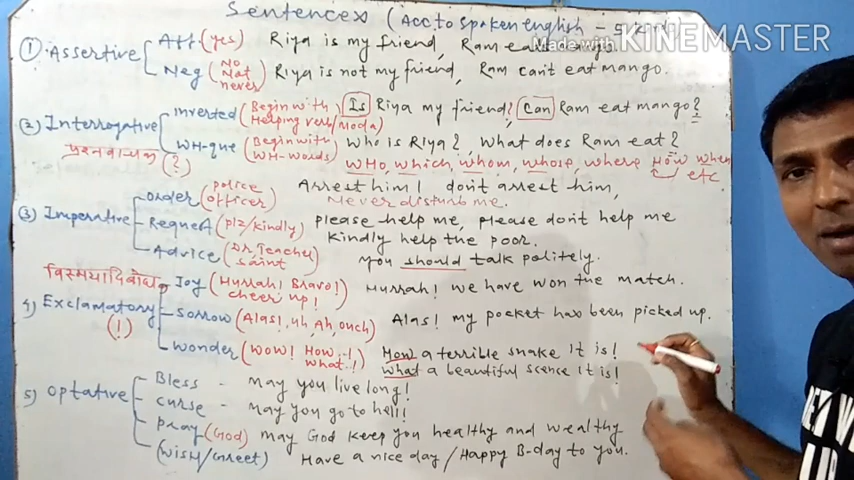 Sentences (Acc. to Spoken english - 5 kinds
Made with KINEMASTER
① Assertive Aff (yes) Riya is my friend, Ram eats mango.
Neg (No Not never) Riya is not my friend, Ram can't eat mango.
② Interrogative Inverted (Begin with Helping verb/moda) Is Riya my friend? Can Ram eat mango?
WH-que (Begin with WH-words) Who is Riya?, What does Ram eat?
प्रश्नवाचक (?) WHo, which, whom, whose, where How when etc
③ Imperative order (police officer) Arrest him! don't arrest him,
Never disturb me.
Request (plz/kindly) please help me, please don't help me
Kindly help the poor.
Advice (Dr. Teacher saint) you should talk politely.
विस्मयादिबोधक
4) Exclamatory (!) Joy (Hurrah! Bravo! cheer up!) Hurrah! we have won the match.
Sorrow (Alas!, uh, Ah, ouch) Alas! my pocket has been picked up.
Wonder (Wow! How..! What..!) How a terrible snake it is!
what a beautiful scence it is!
5) Optative Bless - may you live long!
curse - may you go to hell!
pray (God) may God keep you healthy and wealthy
(wish/Greet) Have a nice day / Happy B-day to you.